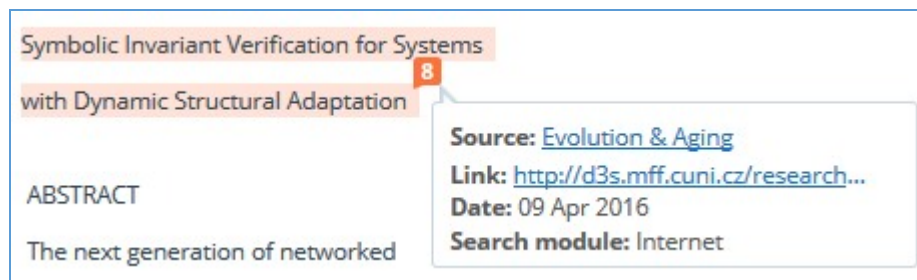 Symbolic Invariant Verification for Systems
8
with Dynamic Structural Adaptation
Source: Evolution & Aging
Link: http://d3s.mff.cuni.cz/research...
Date: 09 Apr 2016
Search module: Internet
ABSTRACT
The next generation of networked